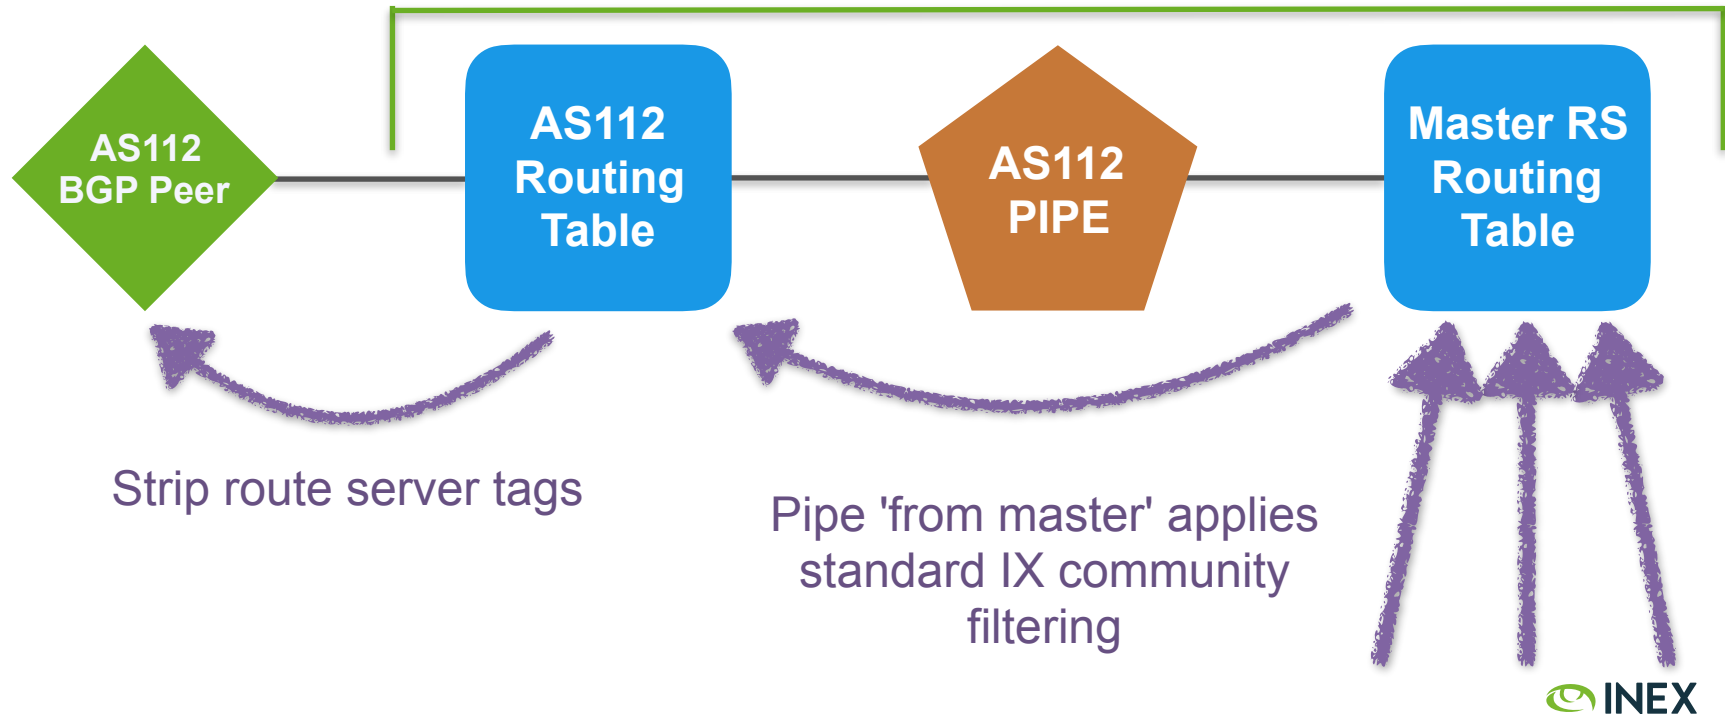 AS112
BGP Peer
AS112
Routing
Table
AS112
PIPE
Master RS
Routing
Table
Strip route server tags
Pipe 'from master' applies
standard IX community
filtering
INEX